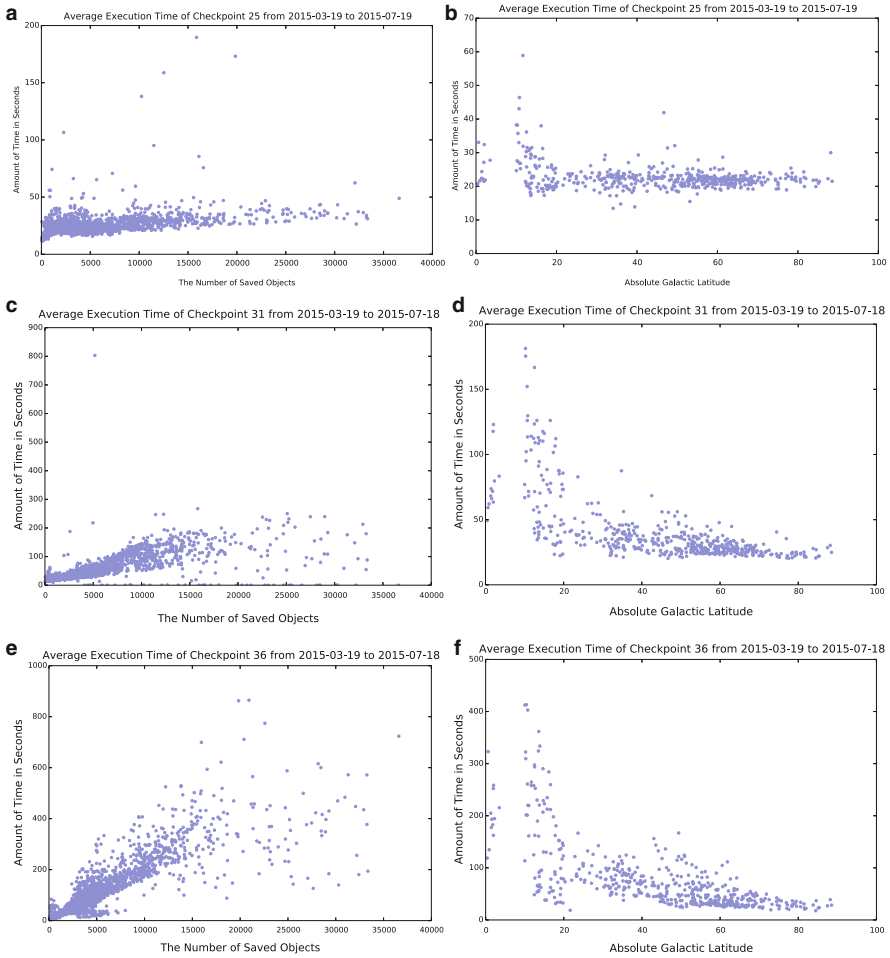 a
Average Execution Time of Checkpoint 25 from 2015-03-19 to 2015-07-19
200
150
100
50
0
Amount of Time in Seconds
0 5000 10000 15000 20000 25000 30000 35000 40000
The Number of Saved Objects
b
Average Execution Time of Checkpoint 25 from 2015-03-19 to 2015-07-19
70
60
50
40
30
20
10
0
Amount of Time in Seconds
0 20 40 60 80 100
Absolute Galactic Latitude
c
Average Execution Time of Checkpoint 31 from 2015-03-19 to 2015-07-18
900
800
700
600
500
400
300
200
100
0
Amount of Time in Seconds
0 5000 10000 15000 20000 25000 30000 35000 40000
The Number of Saved Objects
d
Average Execution Time of Checkpoint 31 from 2015-03-19 to 2015-07-18
200
150
100
50
0
Amount of Time in Seconds
0 20 40 60 80 100
Absolute Galactic Latitude
e
Average Execution Time of Checkpoint 36 from 2015-03-19 to 2015-07-18
1000
800
600
400
200
0
Amount of Time in Seconds
0 5000 10000 15000 20000 25000 30000 35000 40000
The Number of Saved Objects
f
Average Execution Time of Checkpoint 36 from 2015-03-19 to 2015-07-18
500
400
300
200
100
0
Amount of Time in Seconds
0 20 40 60 80 100
Absolute Galactic Latitude